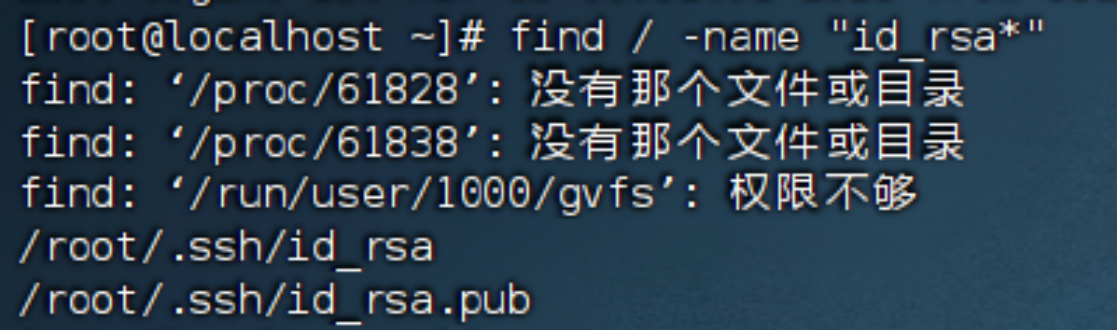 [root@localhost ~]# find / -name "id_rsa*"
find: ‘/proc/61828’: 没有那个文件或目录
find: ‘/proc/61838’: 没有那个文件或目录
find: ‘/run/user/1000/gvfs’: 权限不够
/root/.ssh/id_rsa
/root/.ssh/id_rsa.pub